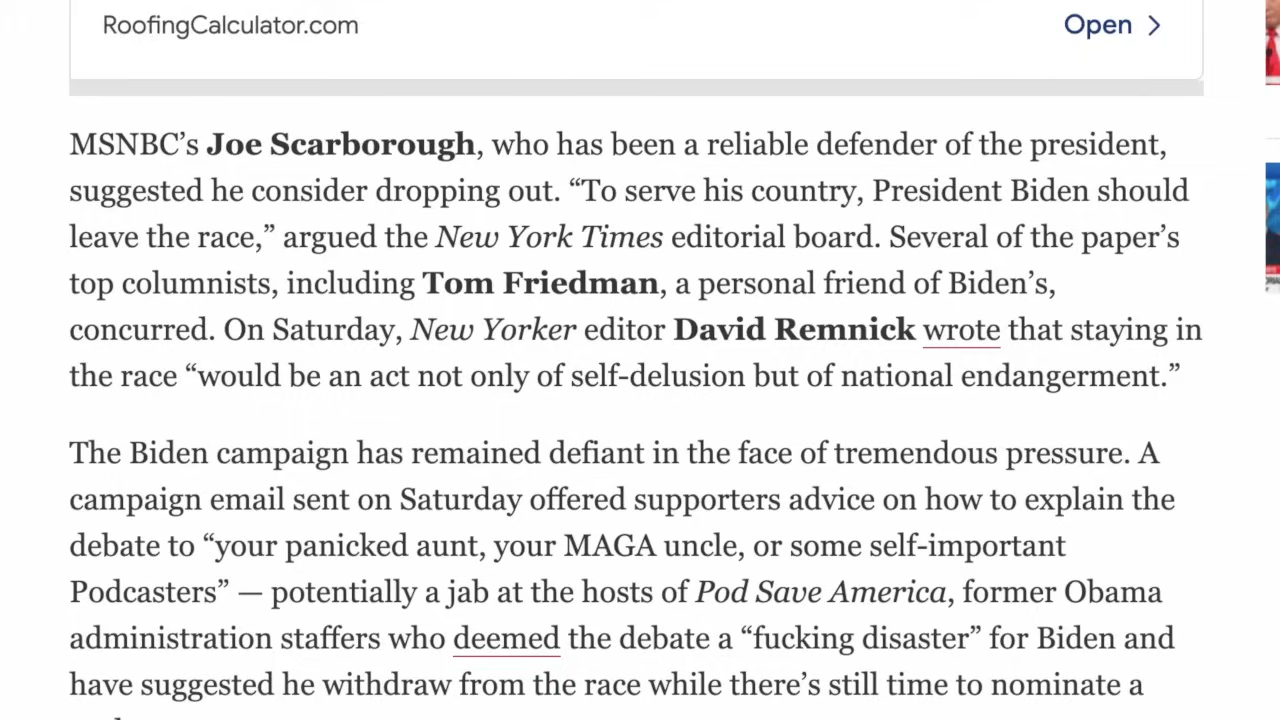 RoofingCalculator.com
Open
MSNBC’s Joe Scarborough, who has been a reliable defender of the president,
suggested he consider dropping out. “To serve his country, President Biden should
leave the race,” argued the New York Times editorial board. Several of the paper’s
top columnists, including Tom Friedman, a personal friend of Biden’s,
concurred. On Saturday, New Yorker editor David Remnick wrote that staying in
the race “would be an act not only of self-delusion but of national endangerment.”
The Biden campaign has remained defiant in the face of tremendous pressure. A
campaign email sent on Saturday offered supporters advice on how to explain the
debate to “your panicked aunt, your MAGA uncle, or some self-important
Podcasters” — potentially a jab at the hosts of Pod Save America, former Obama
administration staffers who deemed the debate a “fucking disaster” for Biden and
have suggested he withdraw from the race while there’s still time to nominate a